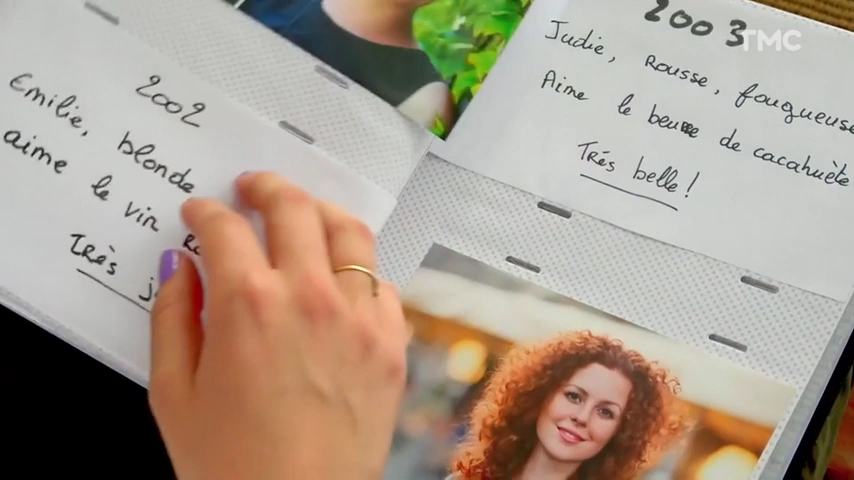 2002
Emilie, blonde
aime le vin
Très
2003
Judie, rousse, fougueuse
Aime le beurre de cacahuète
Très belle!
TMC